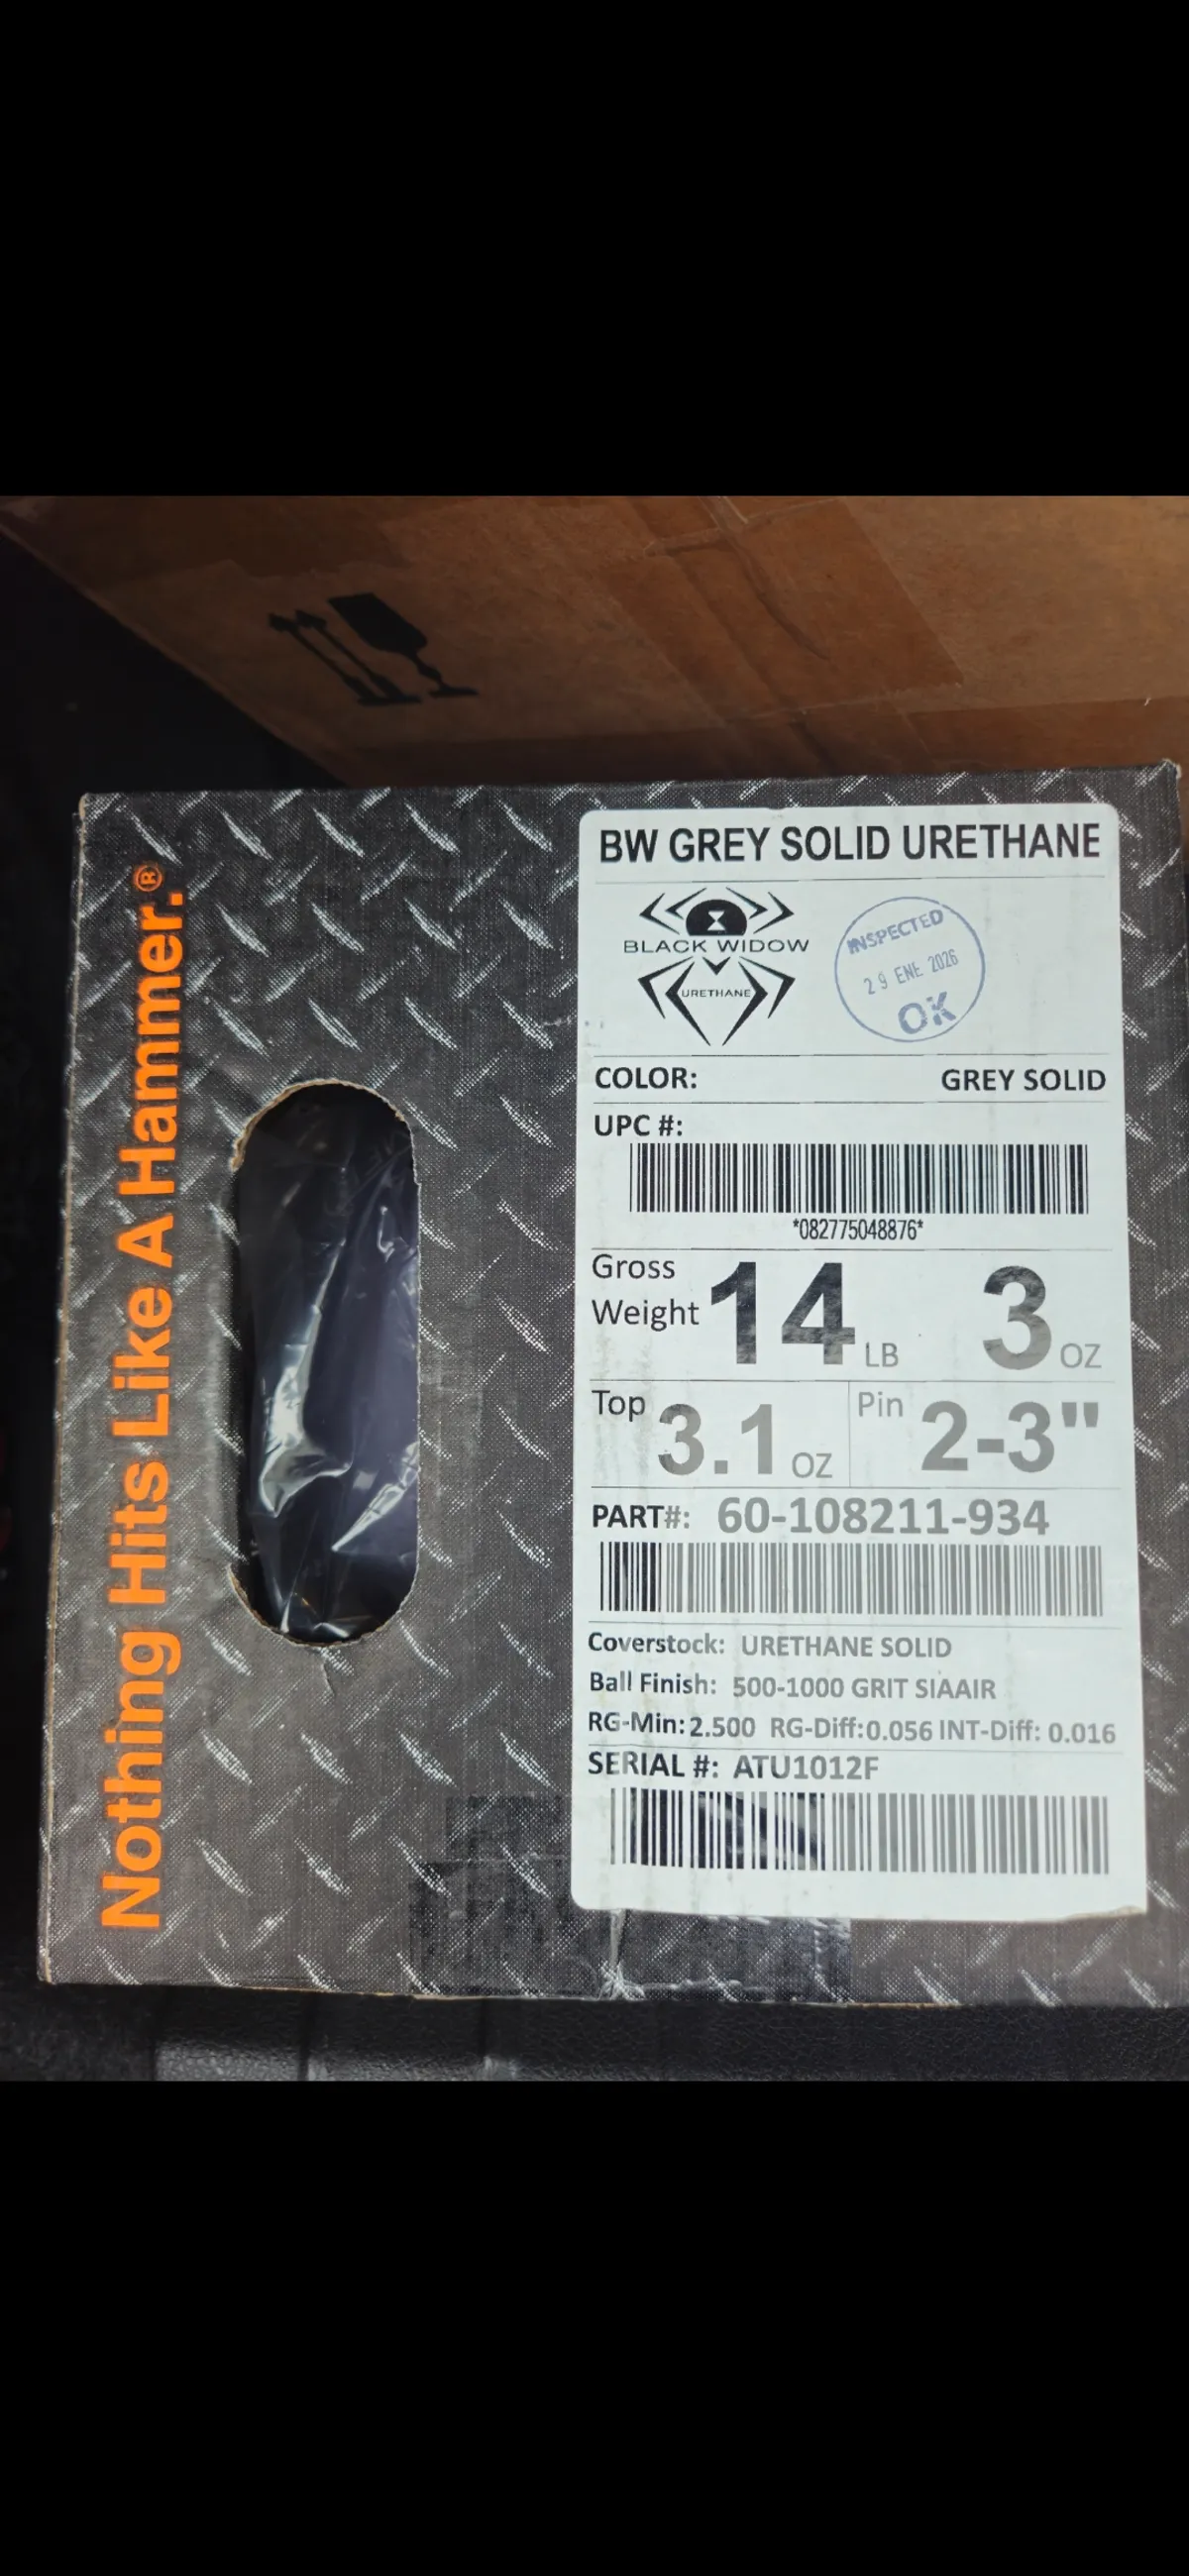 Nothing Hits Like A Hammer.®
BW GREY SOLID URETHANE
BLACK WIDOW
URETHANE
INSPECTED
29 ENE 2026
OK
COLOR: GREY SOLID
UPC #:
*082775048876*
Gross Weight 14 LB 3 OZ
Top 3.1 OZ Pin 2-3"
PART#: 60-108211-934
Coverstock: URETHANE SOLID
Ball Finish: 500-1000 GRIT SIAAIR
RG-Min: 2.500 RG-Diff:0.056 INT-Diff: 0.016
SERIAL #: ATU1012F